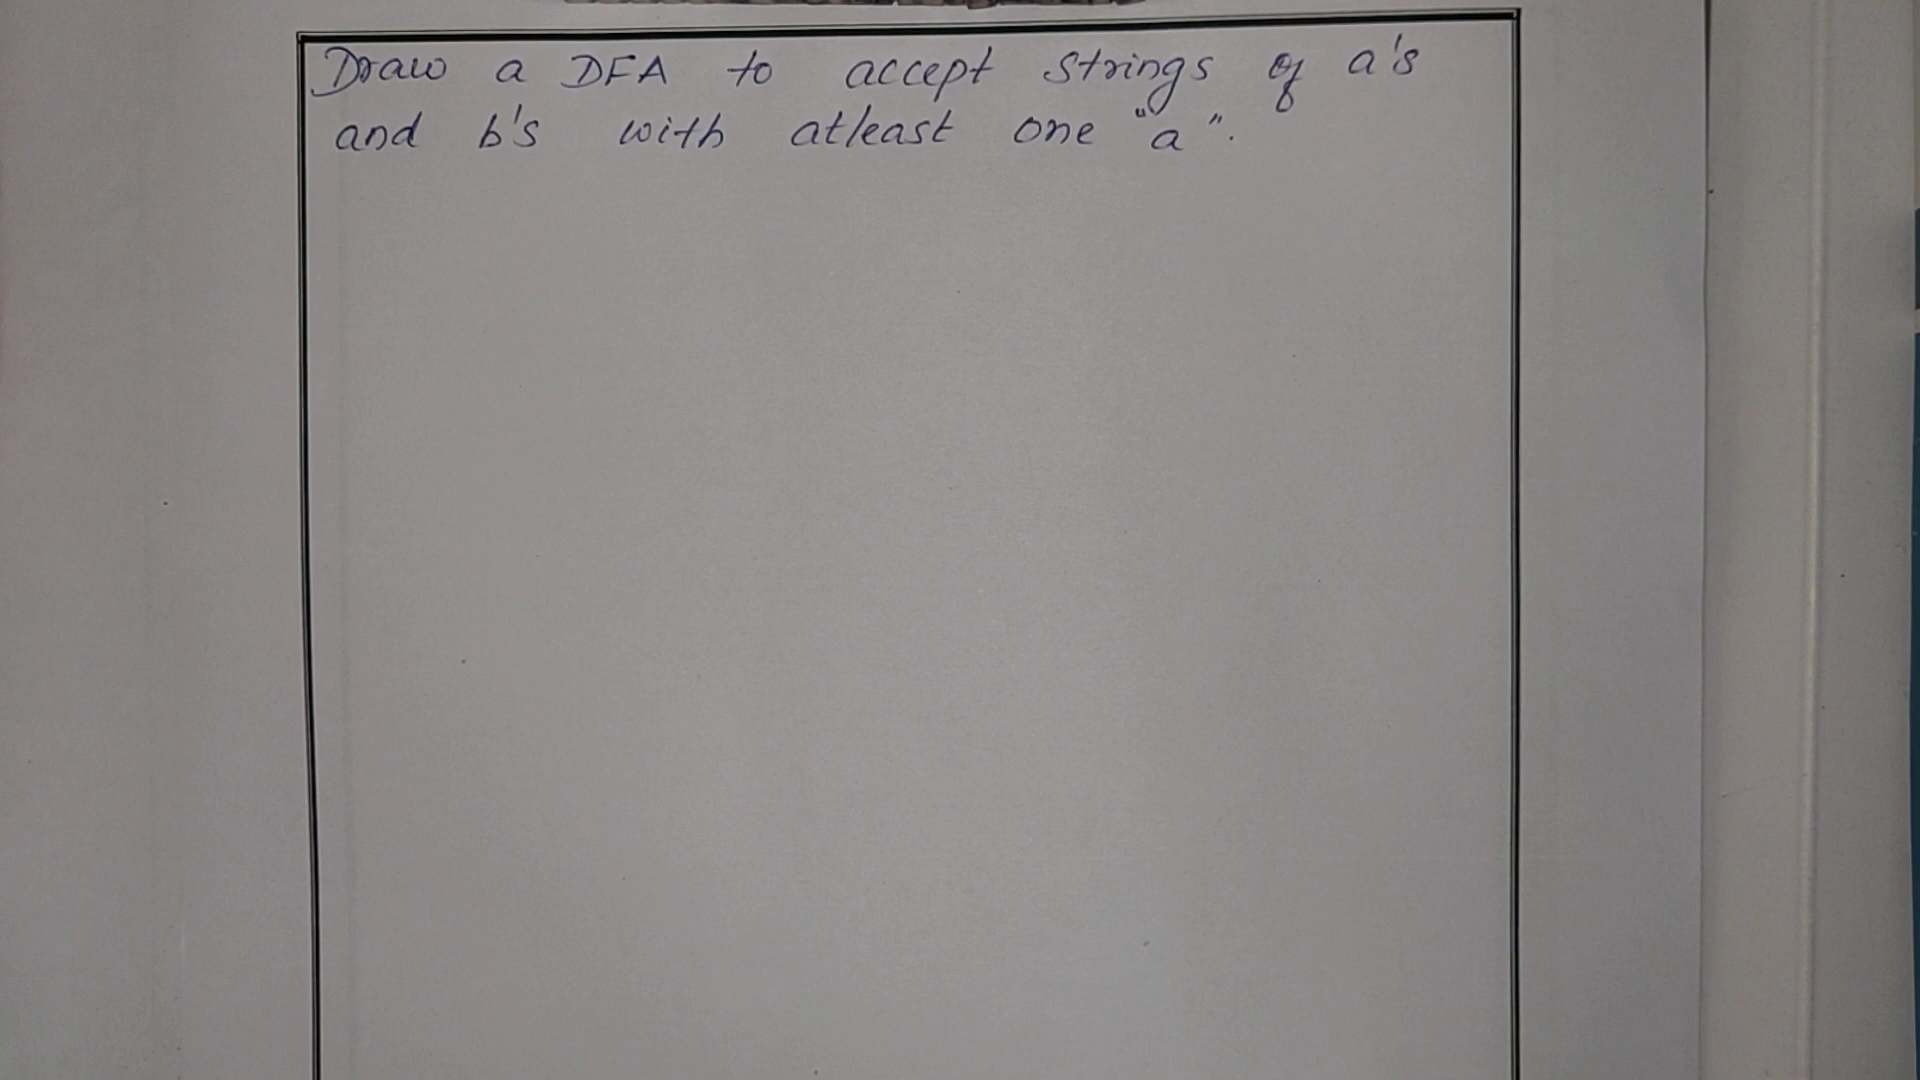 Draw a DFA to accept strings of a's
and b's with atleast one "a".